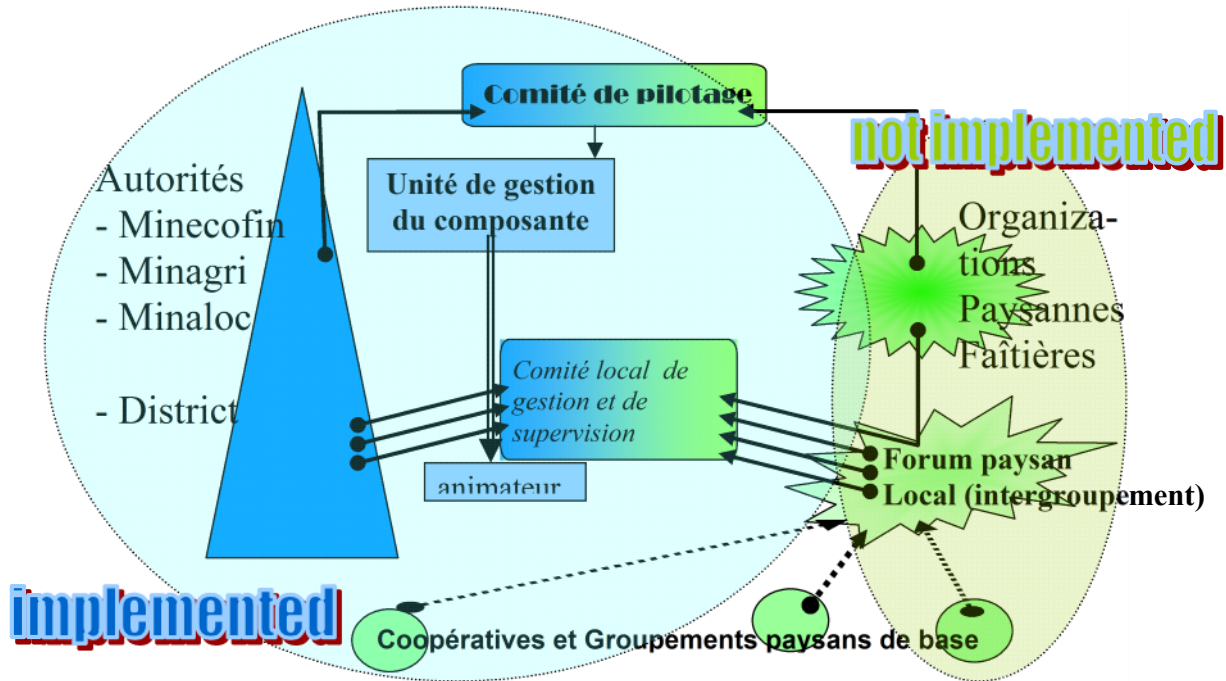 Comité de pilotage
not implemented
Autorités
- Minecofin
- Minagri
- Minaloc
- District
Unité de gestion
du composante
Organiza-
tions
Paysannes
Faîtières
Comité local de
gestion et de
supervision
animateur
Forum paysan
Local (intergroupement)
implemented
Coopératives et Groupements paysans de base